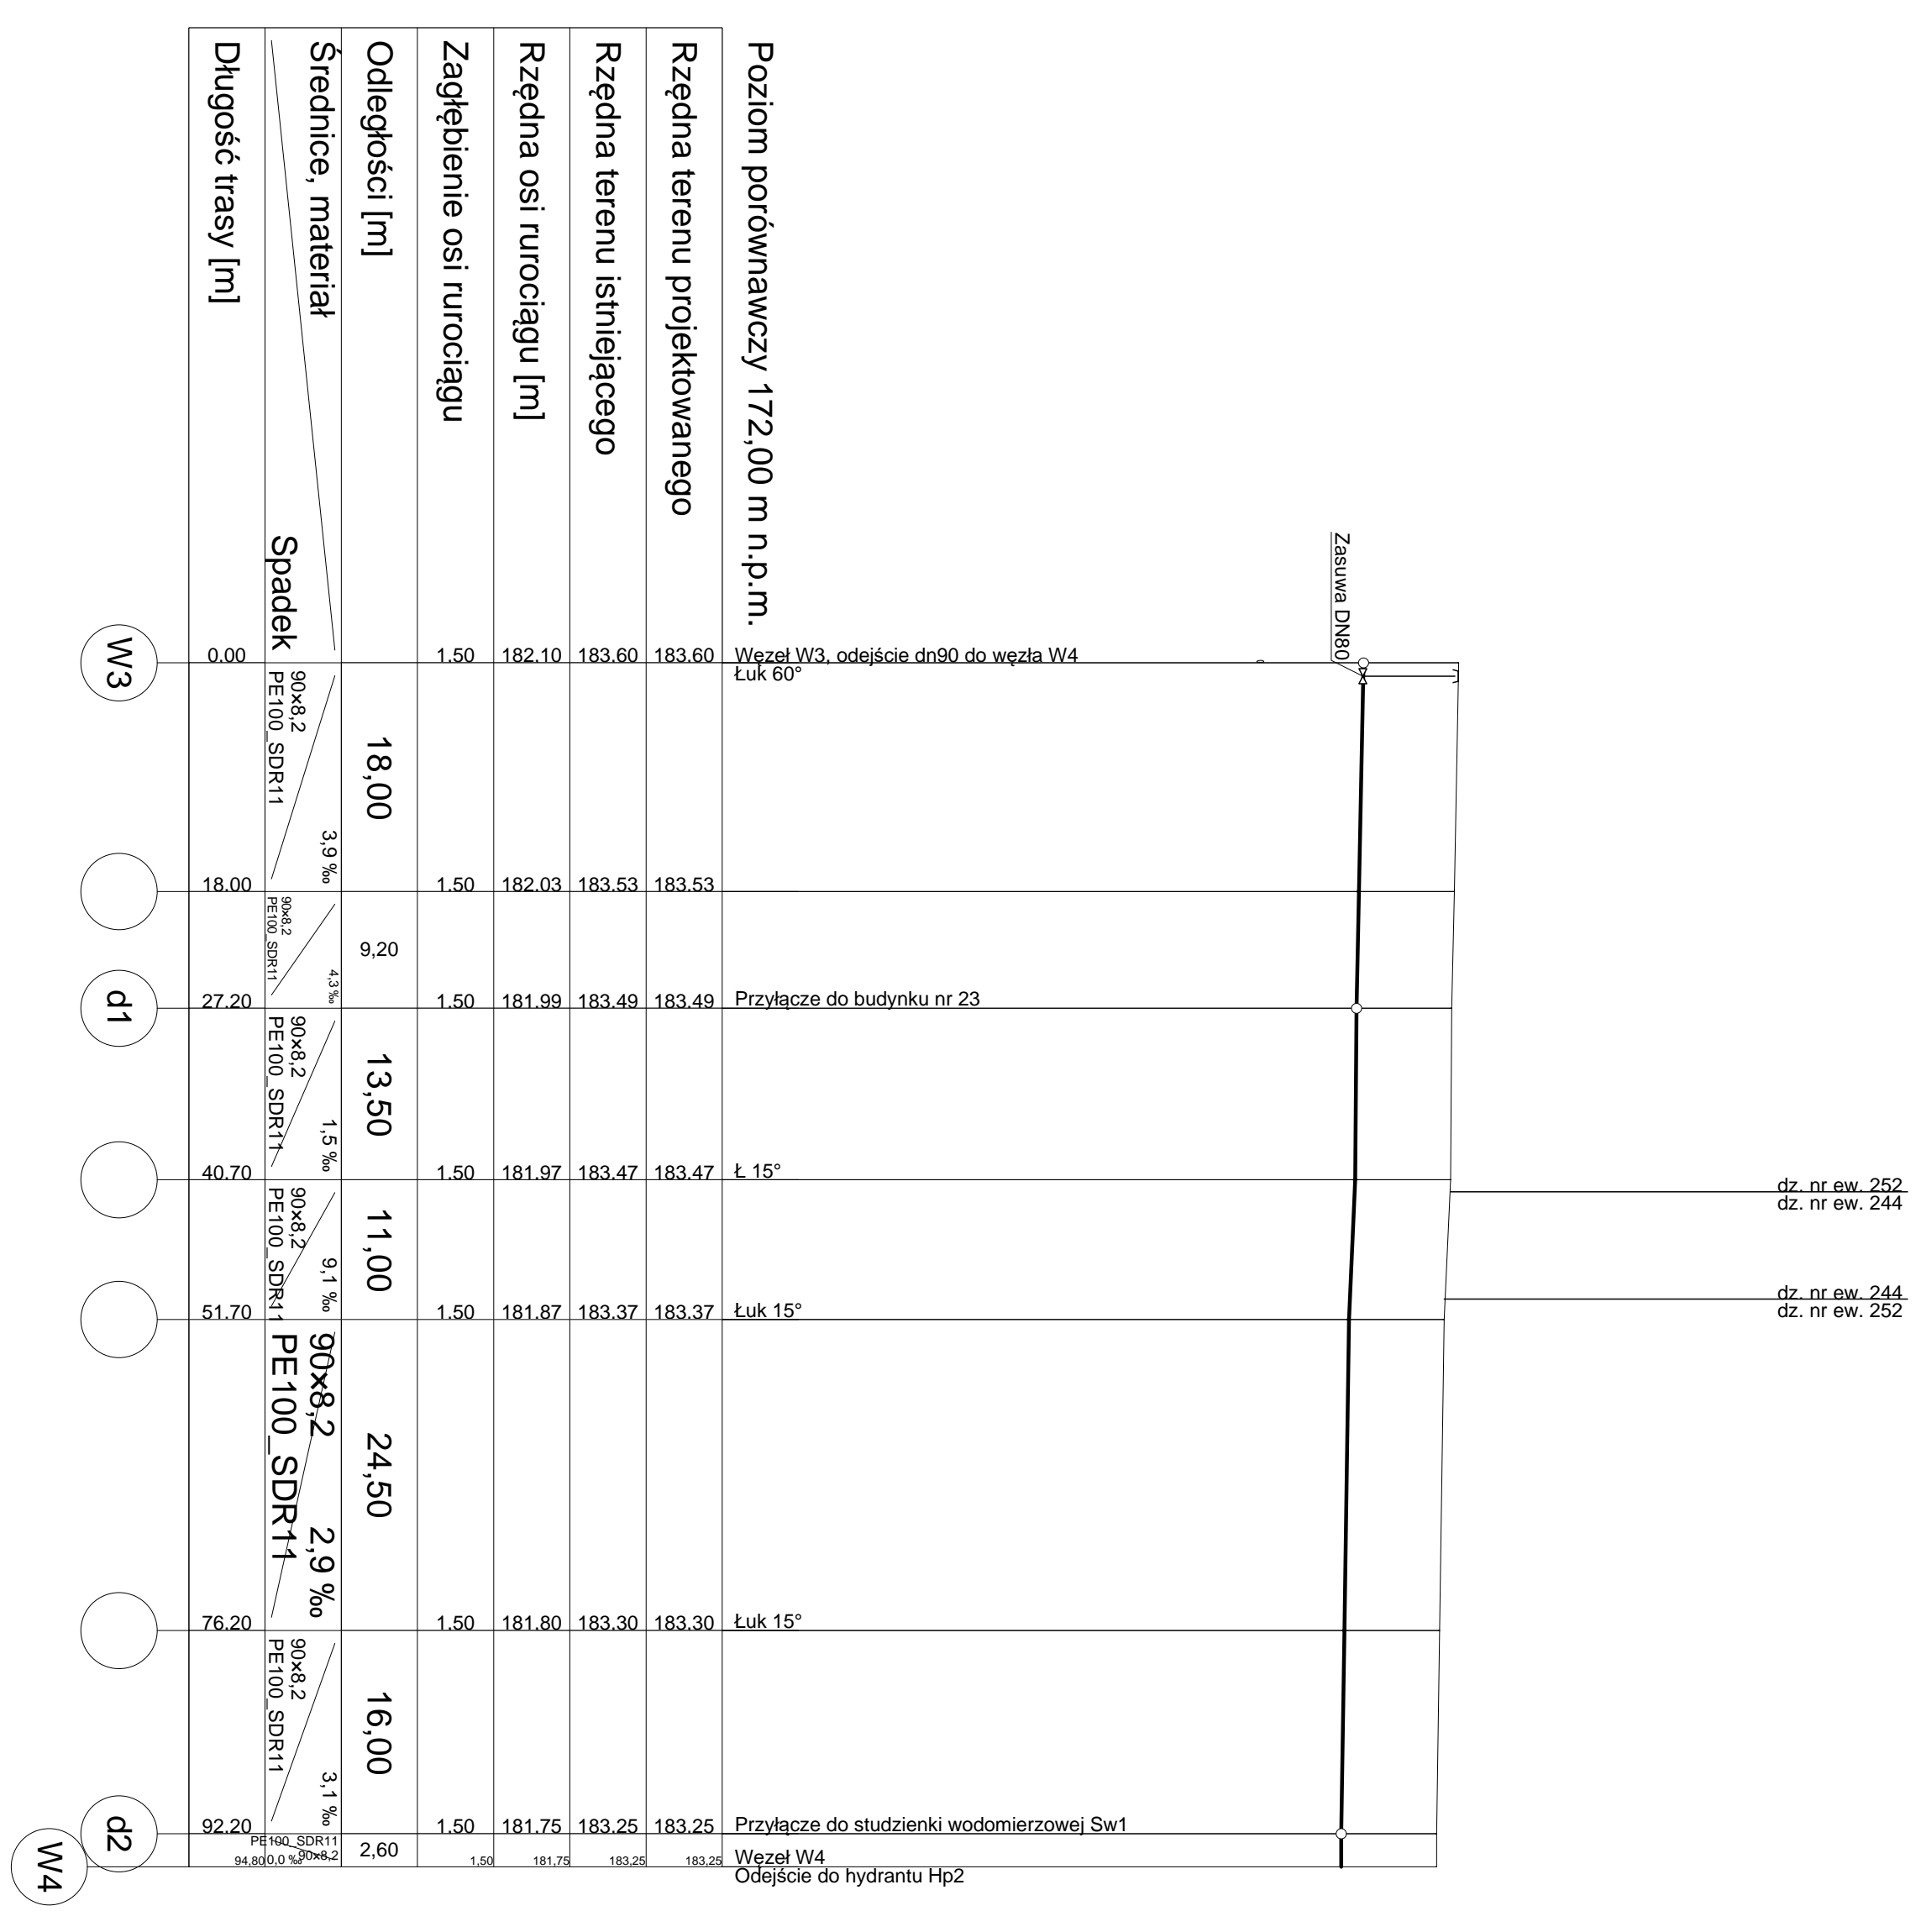 Zasuwa DN80
dz. nr ew. 252
dz. nr ew. 244
dz. nr ew. 244
dz. nr ew. 252
Poziom porównawczy 172,00 m n.p.m.
Węzeł W3, odejście dn90 do węzła W4
Łuk 60°
Przyłącze do budynku nr 23
Ł 15°
Łuk 15°
Łuk 15°
Przyłącze do studzienki wodomierzowej Sw1
Węzeł W4
Odejście do hydrantu Hp2
Rzędna terenu projektowanego
183.60
183.53
183.49
183.47
183.37
183.30
183.25
183,25
Rzędna terenu istniejącego
183.60
183.53
183.49
183.47
183.37
183.30
183.25
183,25
Rzędna osi rurociągu [m]
182.10
182.03
181.99
181.97
181.87
181.80
181.75
181,75
Zagłębienie osi rurociągu
1.50
1.50
1.50
1.50
1.50
1.50
1.50
1,50
Odległości [m]
18,00
9,20
13,50
11,00
24,50
16,00
2,60
Średnice, materiał
Spadek
90x8,2
PE100_SDR11
3,9 ‰
90x8,2
PE100_SDR11
4,3 ‰
90x8,2
PE100_SDR11
1,5 ‰
90x8,2
PE100_SDR11
9,1 ‰
90x8,2
PE100_SDR11
2,9 ‰
90x8,2
PE100_SDR11
3,1 ‰
PE100_SDR11
90x8,2
0,0 ‰
Długość trasy [m]
0.00
18.00
27.20
40.70
51.70
76.20
92.20
94,80
W3
d1
d2
W4